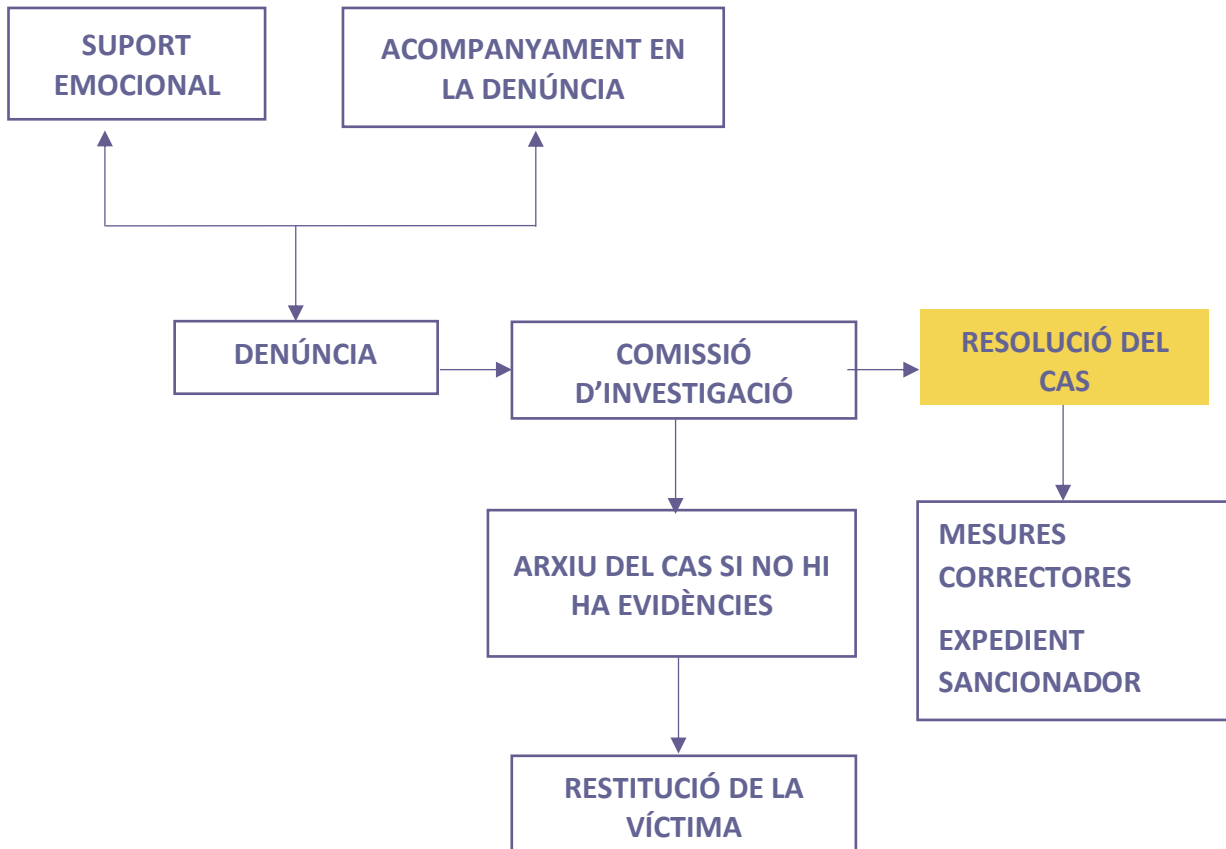 SUPORT
EMOCIONAL
ACOMPANYAMENT EN
LA DENÚNCIA
DENÚNCIA
COMISSIÓ
D’INVESTIGACIÓ
RESOLUCIÓ DEL
CAS
ARXIU DEL CAS SI NO HI
HA EVIDÈNCIES
MESURES
CORRECTORES
EXPEDIENT
SANCIONADOR
RESTITUCIÓ DE LA
VÍCTIMA